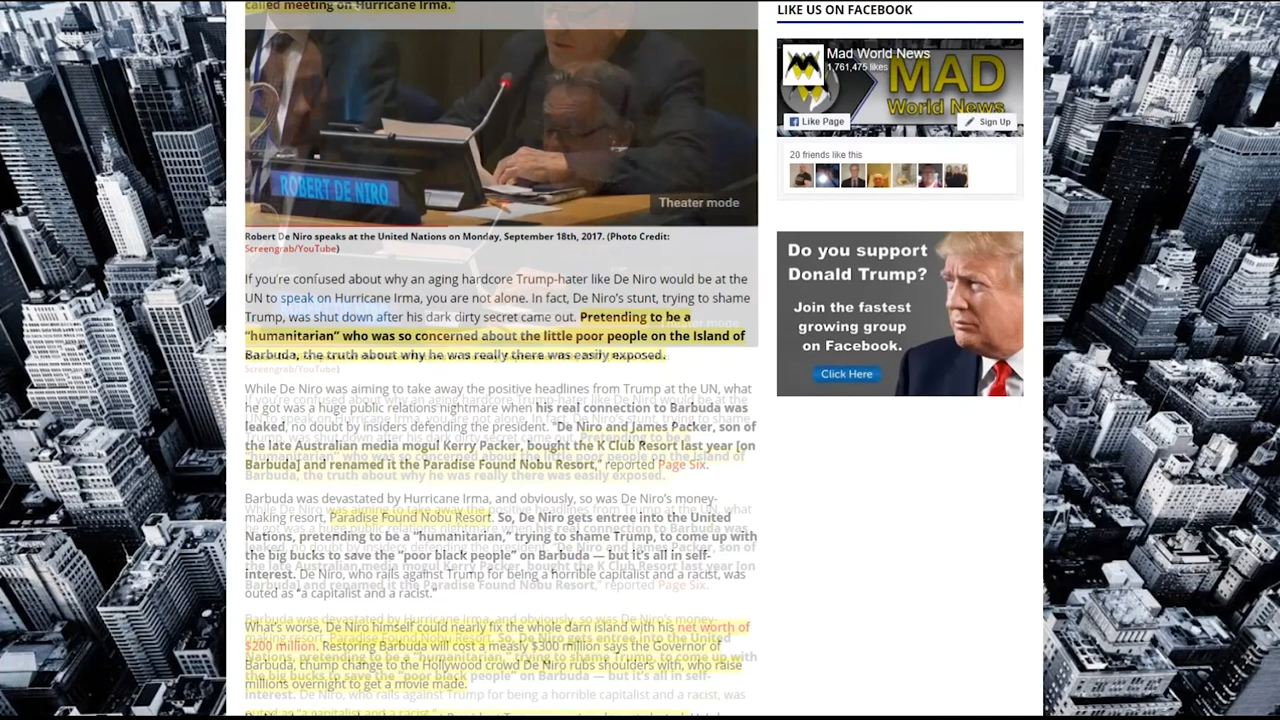 called meeting on Hurricane Irma.
ROBERT DE NIRO
Theater mode
Robert De Niro speaks at the United Nations on Monday, September 18th, 2017. (Photo Credit:
Screengrab/YouTube)
If you're confused about why an aging hardcore Trump-hater like De Niro would be at the
UN to speak on Hurricane Irma, you are not alone. In fact, De Niro's stunt, trying to shame
Trump, was shut down after his dark dirty secret came out. Pretending to be a
"humanitarian" who was so concerned about the little poor people on the Island of
Barbuda, the truth about why he was really there was easily exposed.
While De Niro was aiming to take away the positive headlines from Trump at the UN, what
he got was a huge public relations nightmare when his real connection to Barbuda was
leaked, no doubt by insiders defending the president. "De Niro and James Packer, son of
the late Australian media mogul Kerry Packer, bought the K Club Resort last year [on
Barbuda] and renamed it the Paradise Found Nobu Resort," reported Page Six.
Barbuda was devastated by Hurricane Irma, and obviously, so was De Niro's money-
making resort, Paradise Found Nobu Resort. So, De Niro gets entree into the United
Nations, pretending to be a "humanitarian," trying to shame Trump, to come up with
the big bucks to save the "poor black people" on Barbuda — but it's all in self-
interest. De Niro, who rails against Trump for being a horrible capitalist and a racist, was
outed as "a capitalist and a racist."
What's worse, De Niro himself could nearly fix the whole darn island with his net worth of
$200 million. Restoring Barbuda will cost a measly $300 million says the Governor of
Barbuda, chump change to the Hollywood crowd De Niro rubs shoulders with, who raise
millions overnight to get a movie made.
LIKE US ON FACEBOOK
Mad World News
1,761,475 likes
MAD
World News
Like Page
Sign Up
20 friends like this
Do you support
Donald Trump?
Join the fastest
growing group
on Facebook.
Click Here